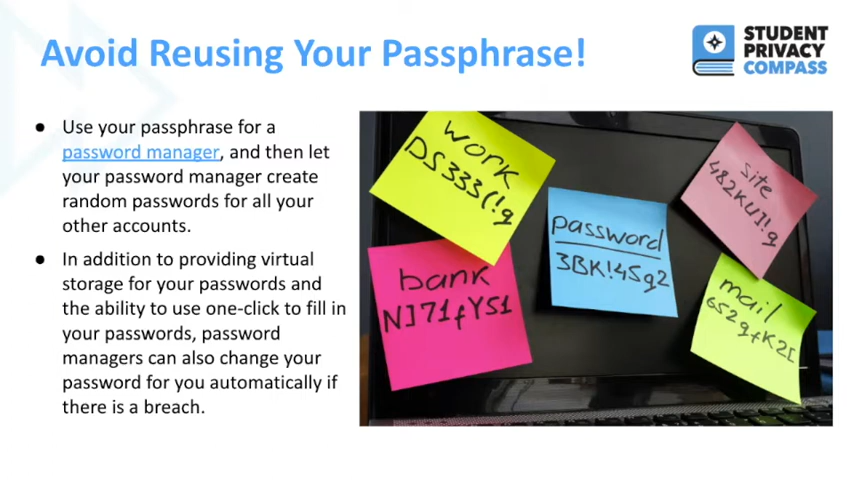 Avoid Reusing Your Passphrase!
STUDENT
PRIVACY
COMPASS
● Use your passphrase for a
password manager, and then let
your password manager create
random passwords for all your
other accounts.
● In addition to providing virtual
storage for your passwords and
the ability to use one-click to fill in
your passwords, password
managers can also change your
password for you automatically if
there is a breach.
work
DS333(!g
password
3BK!45g2
site
482KUJ!g
bank
NJ71fYS1
mail
652gfK2